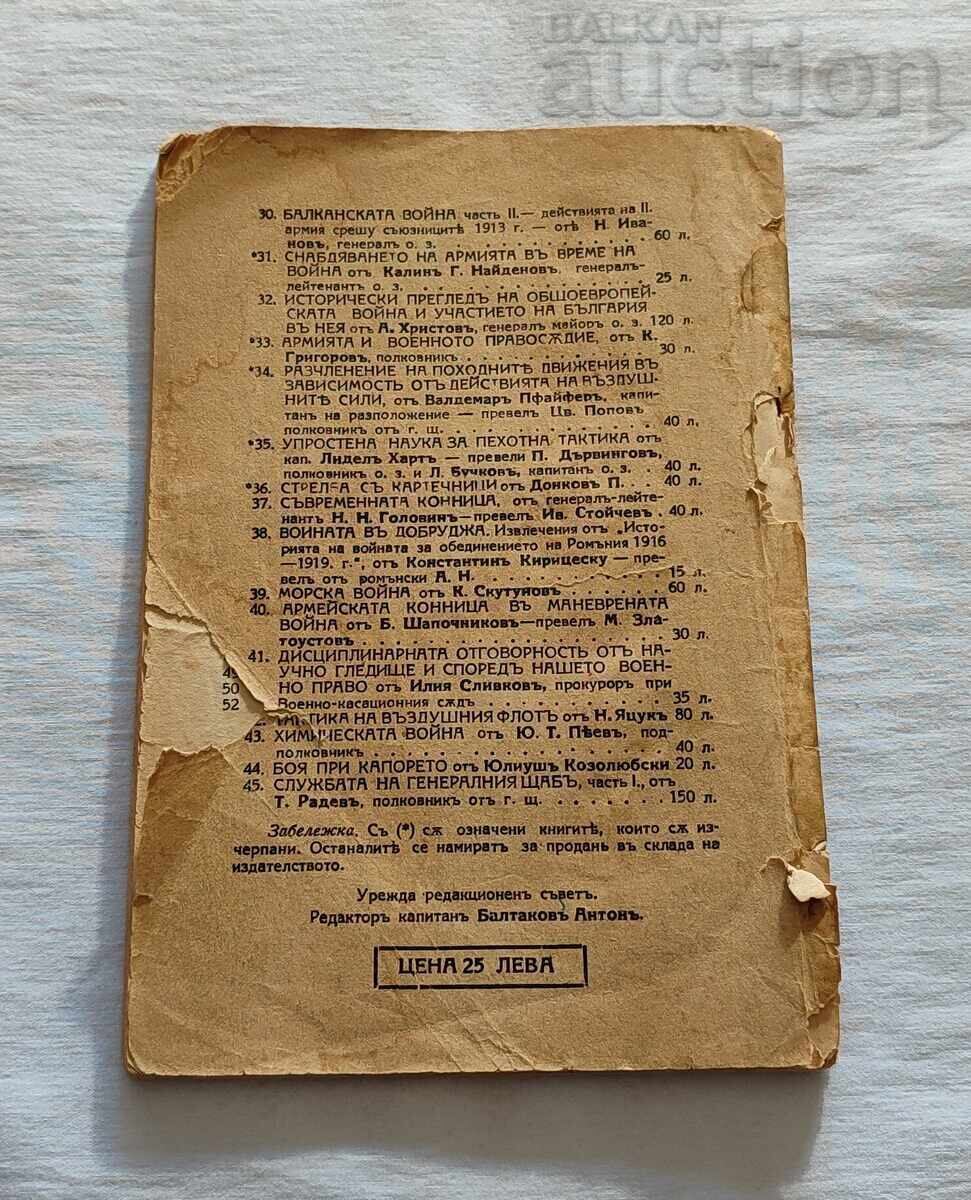 BALKAN
auction
30. БАЛКАНСКАТА ВОЙНА часть II.— действията на II.
армия срещу съюзницитѣ 1913 г. — отъ Н. Ива-
новъ, генералъ о. з. . . . . . . . . . . . . . 60 л.
*31. СНАБДЯВАНЕТО НА АРМИЯТА ВЪ ВРЕМЕ НА
ВОЙНА отъ Калинъ Г. Найденовъ, генералъ-
лейтенантъ о. з. . . . . . . . . . . . . . 25 л.
32. ИСТОРИЧЕСКИ ПРЕГЛЕДЪ НА ОБЩОЕВРОПЕЙ-
СКАТА ВОЙНА И УЧАСТИЕТО НА БЪЛГАРИЯ
ВЪ НЕЯ отъ А. Христовъ, генералъ майоръ о. з. 120 л.
*33. АРМИЯТА И ВОЕННОТО ПРАВОСѪДИЕ, отъ К.
Григоровъ, полковникъ . . . . . . . . . . . 30 л.
*34. РАЗЧЛЕНЕНИЕ НА ПОХОДНИТѢ ДВИЖЕНИЯ ВЪ
ЗАВИСИМОСТЬ ОТЪ ДЕЙСТВИЯТА НА ВЪЗДУШ-
НИТѢ СИЛИ, отъ Валдемаръ Пфайферъ, капи-
танъ на разположение — превелъ Цв. Поповъ
полковникъ отъ г. щ. . . . . . . . . . . . 40 л.
*35. УПРОСТЕНА НАУКА ЗА ПЕХОТНА ТАКТИКА отъ
кап. Лиделъ Хартъ — превели П. Дървинговъ,
полковникъ о. з. и Л. Бучковъ, капитанъ о. з. . 40 л.
*36. СТРЕЛБА СЪ КАРТЕЧНИЦИ отъ Донковъ П. . . 40 л.
37. СЪВРЕМЕННАТА КОННИЦА, отъ генералъ-лейте-
нантъ Н. Н. Головинъ—превелъ Ив. Стойчевъ . 40 л.
38. ВОЙНАТА ВЪ ДОБРУДЖА. Извлечения отъ „Исто-
рията на войната за обединението на Ромъния 1916
—1919. г.“, отъ Константинъ Кирицеску — пре-
велъ отъ ромънски А. Н. . . . . . . . . . . 15 л.
39. МОРСКА ВОЙНА отъ К. Скутуновъ . . . . . . 60 л.
40. АРМЕЙСКАТА КОННИЦА ВЪ МАНЕВРЕНАТА
ВОЙНА отъ Б. Шапочниковъ—превелъ М. Зла-
тоустовъ . . . . . . . . . . . . . . . . . 30 л.
41. ДИСЦИПЛИНАРНАТА ОТГОВОРНОСТЬ ОТЪ НА-
49 УЧНО ГЛЕДИЩЕ И СПОРЕДЪ НАШЕТО ВОЕН-
50 НО ПРАВО отъ Илия Сливковъ, прокуроръ при
52 Военно-касационния сѫдъ . . . . . . . . . . 35 л.
2. ТАКТИКА НА ВЪЗДУШНИЯ ФЛОТЪ отъ Н. Яцукъ 80 л.
43. ХИМИЧЕСКАТА ВОЙНА отъ Ю. Т. Пѣевъ, под-
полковникъ . . . . . . . . . . . . . . . . 40 л.
44. БОЯ ПРИ КАПОРЕТО отъ Юлиушъ Козолюбски 20 л.
45. СЛУЖБАТА НА ГЕНЕРАЛНИЯ ЩАБЪ, часть I., отъ
Т. Радевъ, полковникъ отъ г. щ. . . . . . . . 150 л.
Забележка. Съ (*) сѫ означени книгитѣ, които сѫ из-
черпани. Останалитѣ се намиратъ за проданъ въ склада на
издателството.
Урежда редакционенъ съветъ.
Редакторъ капитанъ Балтаковъ Антонъ.
ЦЕНА 25 ЛЕВА